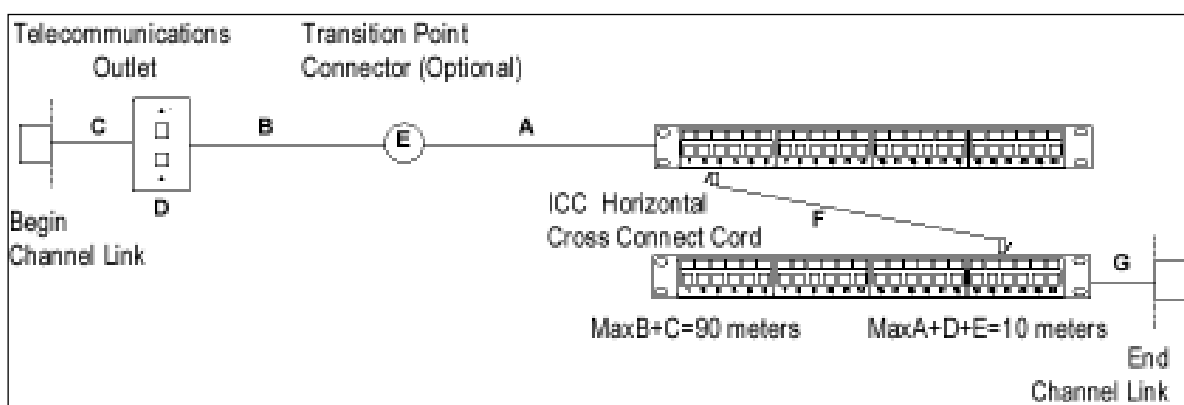 Telecommunications
Outlet
Transition Point
Connector (Optional)
C
B
E
A
D
Begin
Channel Link
ICC Horizontal
Cross Connect Cord
F
G
MaxB+C=90 meters
MaxA+D+E=10 meters
End
Channel Link